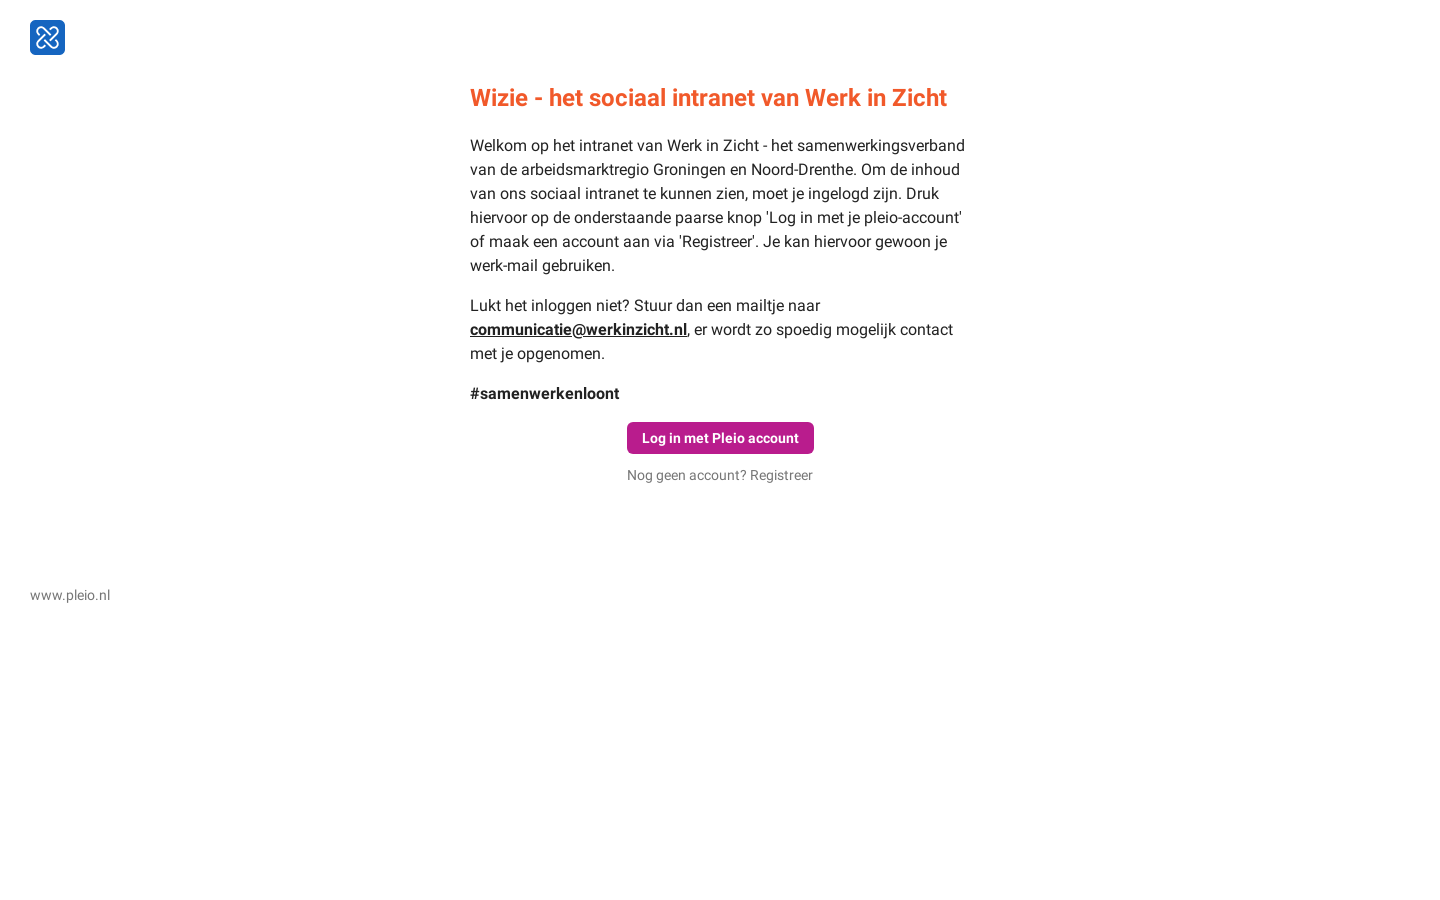 Wizie - het sociaal intranet van Werk in Zicht
Welkom op het intranet van Werk in Zicht - het samenwerkingsverband
van de arbeidsmarktregio Groningen en Noord-Drenthe. Om de inhoud
van ons sociaal intranet te kunnen zien, moet je ingelogd zijn. Druk
hiervoor op de onderstaande paarse knop 'Log in met je pleio-account'
of maak een account aan via 'Registreer'. Je kan hiervoor gewoon je
werk-mail gebruiken.
Lukt het inloggen niet? Stuur dan een mailtje naar
communicatie@werkinzicht.nl, er wordt zo spoedig mogelijk contact
met je opgenomen.
#samenwerkenloont
Log in met Pleio account
Nog geen account? Registreer
www.pleio.nl